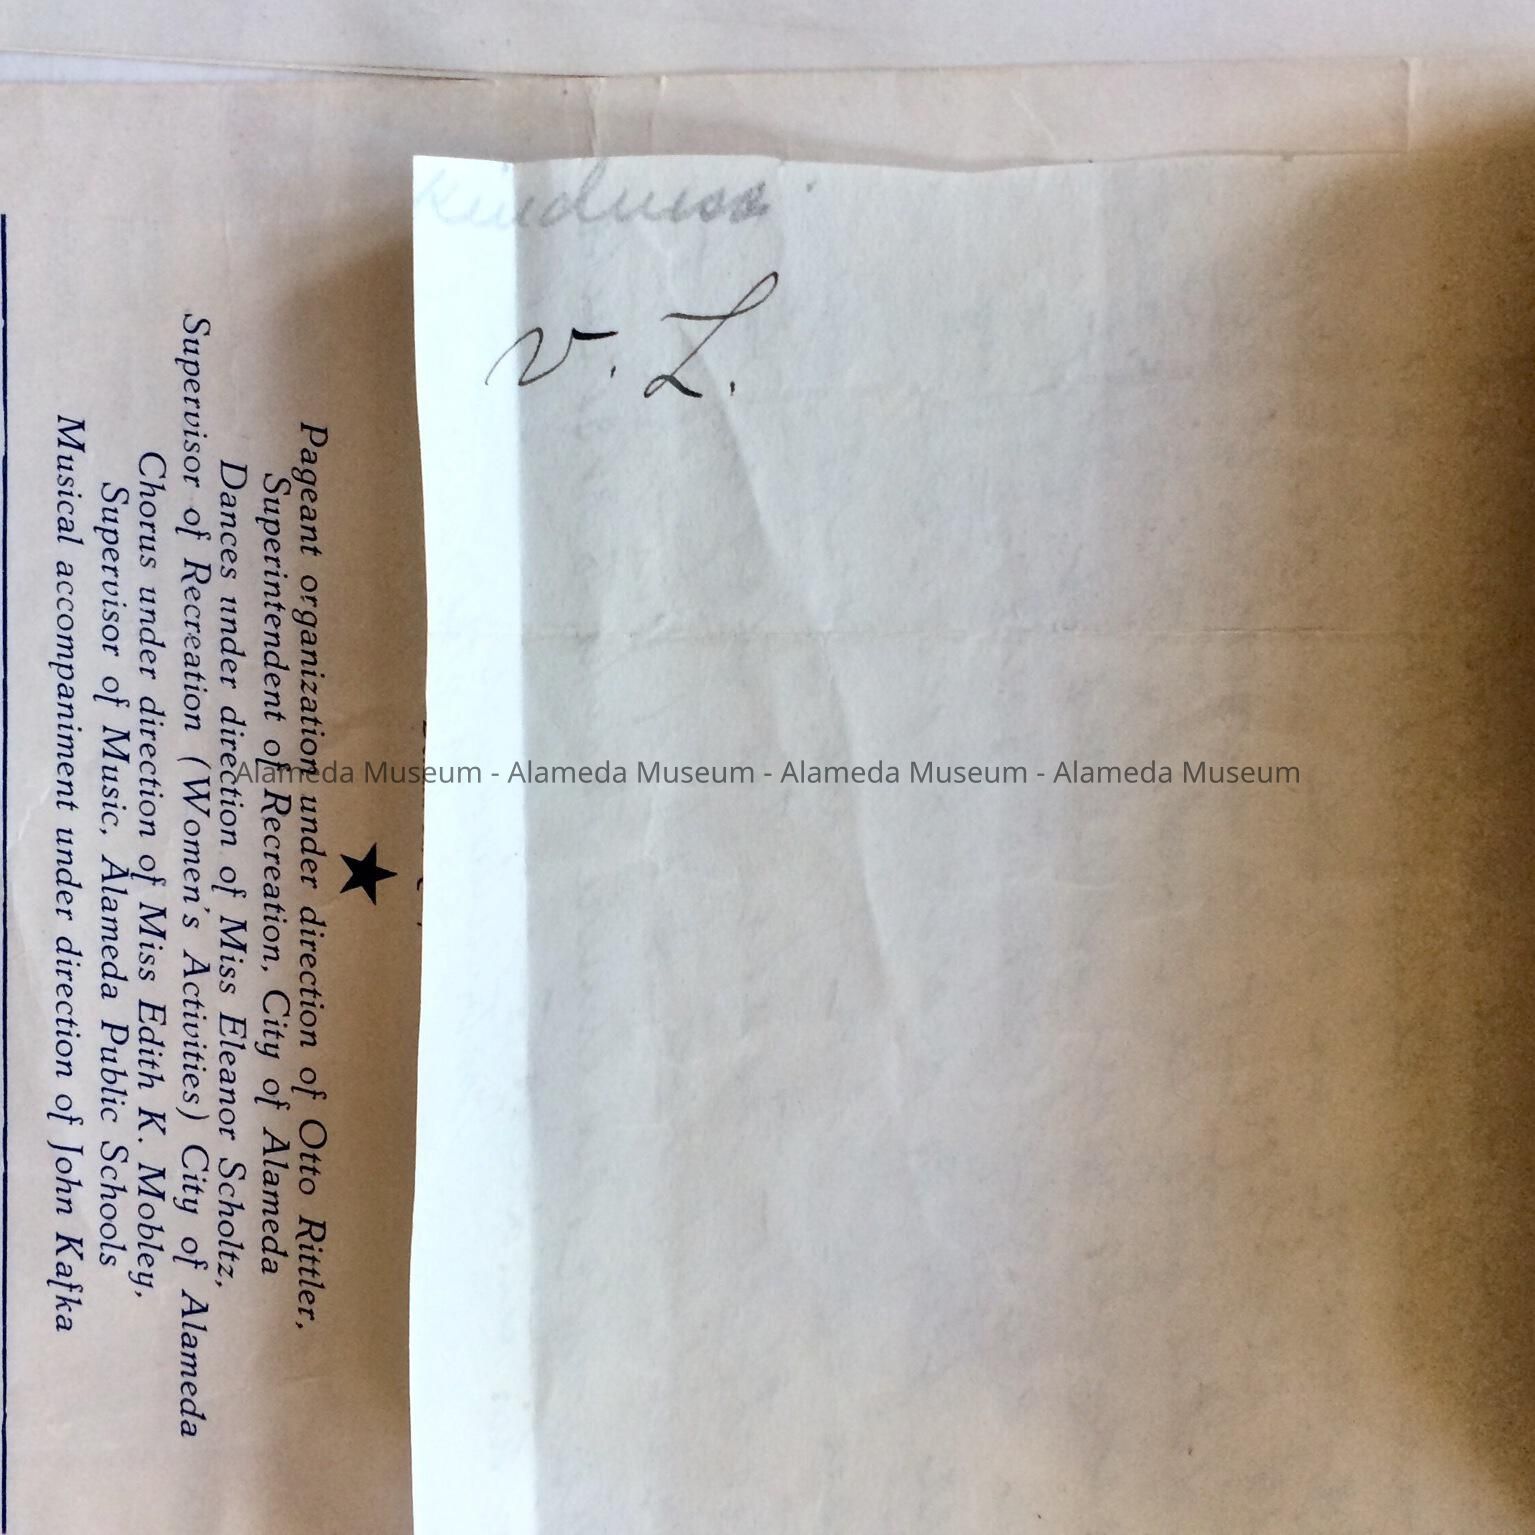 kindness.
V. L.
Pageant organization under direction of Otto Rittler,
Superintendent of Recreation, City of Alameda
Dances under direction of Miss Eleanor Scholtz,
Supervisor of Recreation (Women's Activities) City of Alameda
Chorus under direction of Miss Edith K. Mobley,
Supervisor of Music, Alameda Public Schools
Musical accompaniment under direction of John Kafka
Alameda Museum - Alameda Museum - Alameda Museum - Alameda Museum